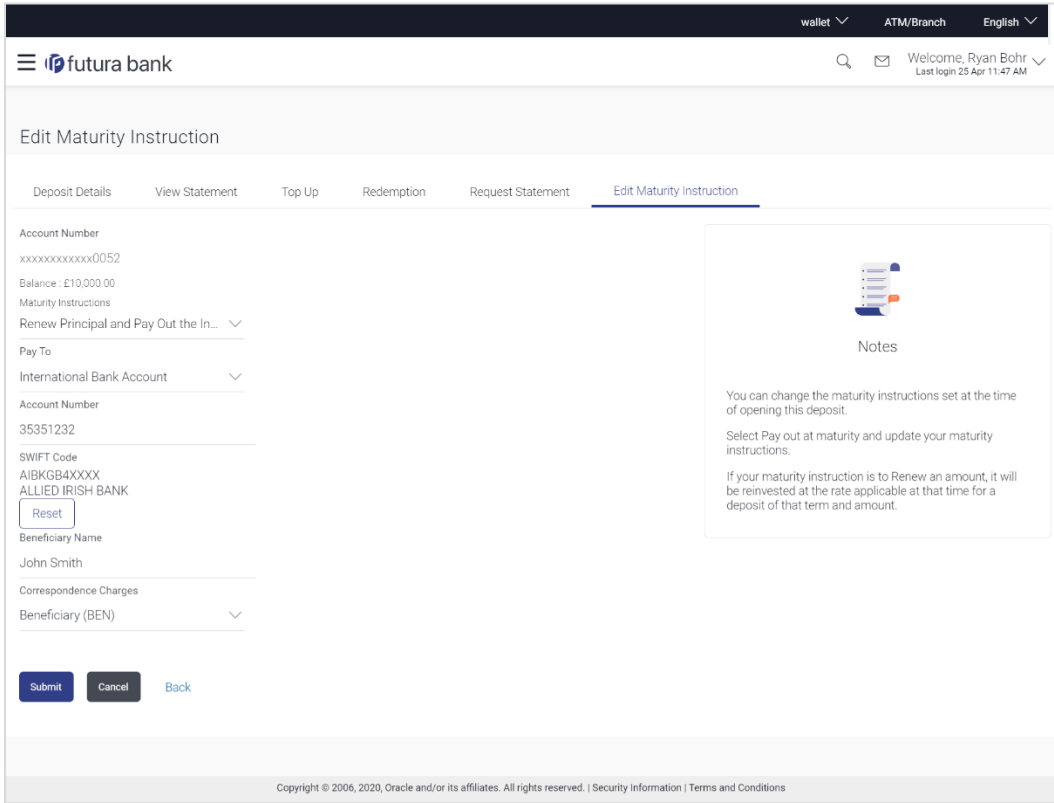 wallet ATM/Branch English
futura bank
Welcome, Ryan Bohr
Last login 25 Apr 11:47 AM
Edit Maturity Instruction
Deposit Details View Statement Top Up Redemption Request Statement Edit Maturity Instruction
Account Number
xxxxxxxxxxxx0052
Balance : £10,000.00
Maturity Instructions
Renew Principal and Pay Out the In...
Pay To
International Bank Account
Account Number
35351232
SWIFT Code
AIBKGB4XXXX
ALLIED IRISH BANK
Reset
Beneficiary Name
John Smith
Correspondence Charges
Beneficiary (BEN)
Submit Cancel Back
Notes
You can change the maturity instructions set at the time
of opening this deposit.
Select Pay out at maturity and update your maturity
instructions.
If your maturity instruction is to Renew an amount, it will
be reinvested at the rate applicable at that time for a
deposit of that term and amount.
Copyright © 2006, 2020, Oracle and/or its affiliates. All rights reserved. | Security Information | Terms and Conditions